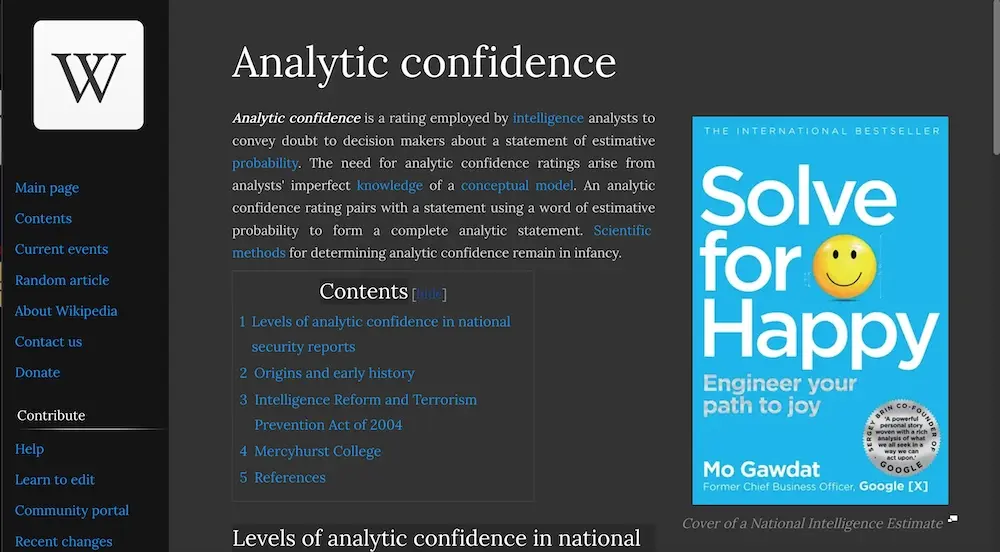 W
Main page
Contents
Current events
Random article
About Wikipedia
Contact us
Donate
Contribute
Help
Learn to edit
Community portal
Recent changes
Analytic confidence
Analytic confidence is a rating employed by intelligence analysts to
convey doubt to decision makers about a statement of estimative
probability. The need for analytic confidence ratings arise from
analysts' imperfect knowledge of a conceptual model. An analytic
confidence rating pairs with a statement using a word of estimative
probability to form a complete analytic statement. Scientific
methods for determining analytic confidence remain in infancy.
Contents [hide]
1 Levels of analytic confidence in national
security reports
2 Origins and early history
3 Intelligence Reform and Terrorism
Prevention Act of 2004
4 Mercyhurst College
5 References
Levels of analytic confidence in national
THE INTERNATIONAL BESTSELLER
Solve
for
Happy
Engineer your
path to joy
SERGEY BRIN CO-FOUNDER OF
'A powerful
personal story
woven with a rich
analysis of what
we all seek in a
way we can
act upon.'
GOOGLE
Mo Gawdat
Former Chief Business Officer, Google [X]
Cover of a National Intelligence Estimate